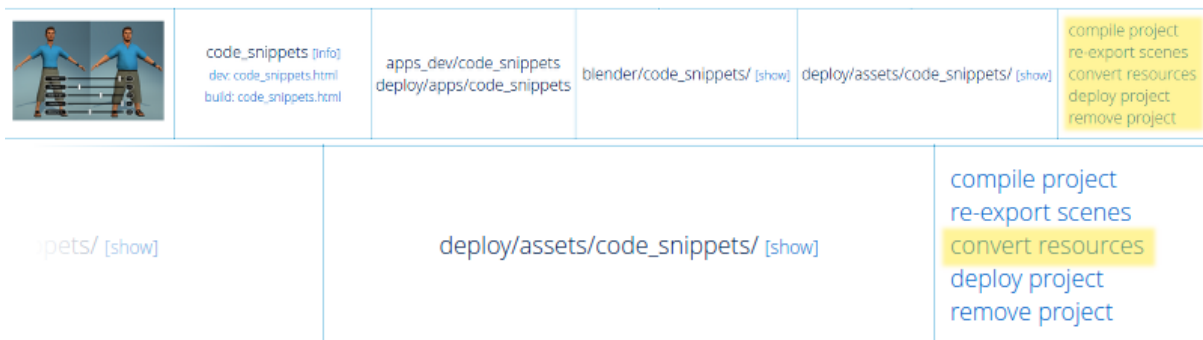 code_snippets [info]
dev: code_snippets.html
build: code_snippets.html
apps_dev/code_snippets
deploy/apps/code_snippets
blender/code_snippets/ [show]
deploy/assets/code_snippets/ [show]
compile project
re-export scenes
convert resources
deploy project
remove project
ppets/ [show]
deploy/assets/code_snippets/ [show]
compile project
re-export scenes
convert resources
deploy project
remove project